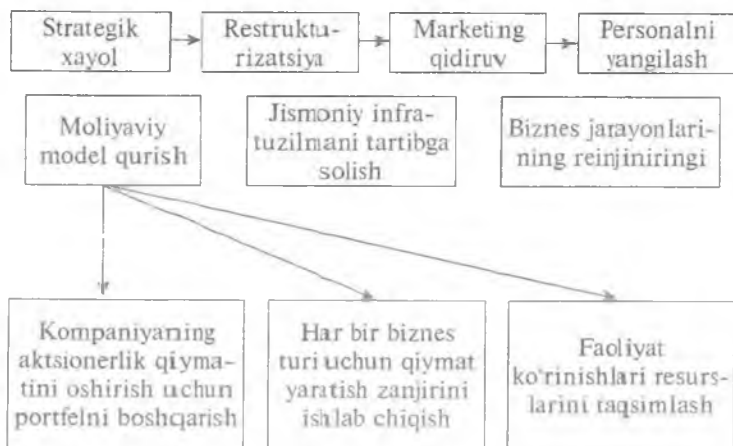 Strategik
xayol
Restruktu-
rizatsiya
Marketing
qidiruv
Personalni
yangilash
Moliyaviy
model qurish
Jismoniy infra-
tuzilmani tartibga
solish
Biznes jarayonlari-
ning reinjiniringi
Kompaniyaning
aktsionerlik qiyma-
tini oshirish uchun
portfelni boshqarish
Har bir biznes
turi uchun qiymat
yaratish zanjirini
ishlab chiqish
Faoliyat
ko‘rinishlari resurs-
larini taqsimlash